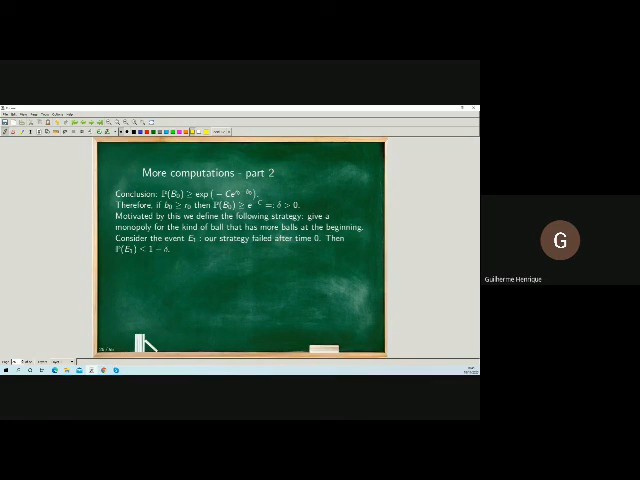 More computations - part 2
Conclusion: ℙ(B₀) ≥ exp(− Ce^{r₀−b₀}).
Therefore, if b₀ ≥ r₀ then ℙ(B₀) ≥ e^{−C} =: δ > 0.
Motivated by this we define the following strategy: give a
monopoly for the kind of ball that has more balls at the beginning.
Consider the event E₁ : our strategy failed after time 0. Then
ℙ(E₁) ≤ 1 − δ.
G
Guilherme Henrique